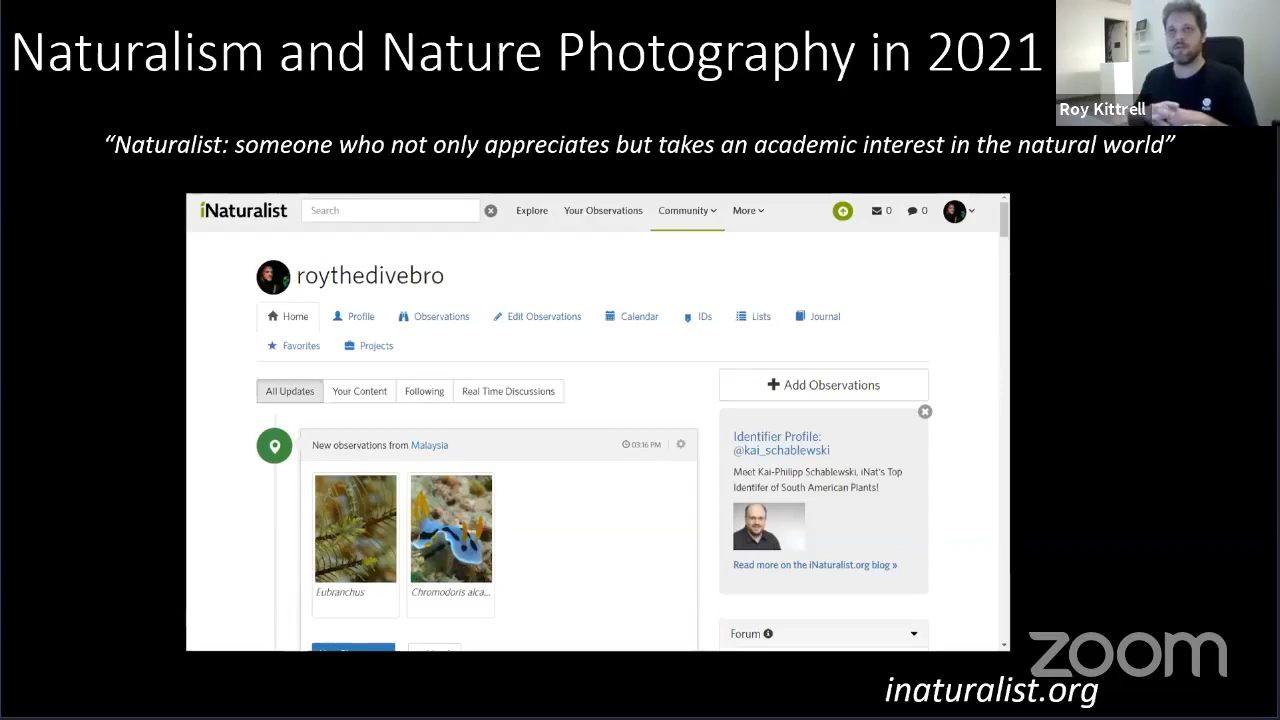 Naturalism and Nature Photography in 2021
Roy Kittrell
“Naturalist: someone who not only appreciates but takes an academic interest in the natural world”
iNaturalist
Search
Explore
Your Observations
Community
More
0
0
roythedivebro
Home
Profile
Observations
Edit Observations
Calendar
IDs
Lists
Journal
Favorites
Projects
All Updates
Your Content
Following
Real Time Discussions
Add Observations
New observations from Malaysia
03:16 PM
Eubranchus
Chromodoris alca...
Identifier Profile:
@kai_schablewski
Meet Kai-Philipp Schablewski, iNat's Top
Identifer of South American Plants!
Read more on the iNaturalist.org blog »
Forum
zoom
inaturalist.org